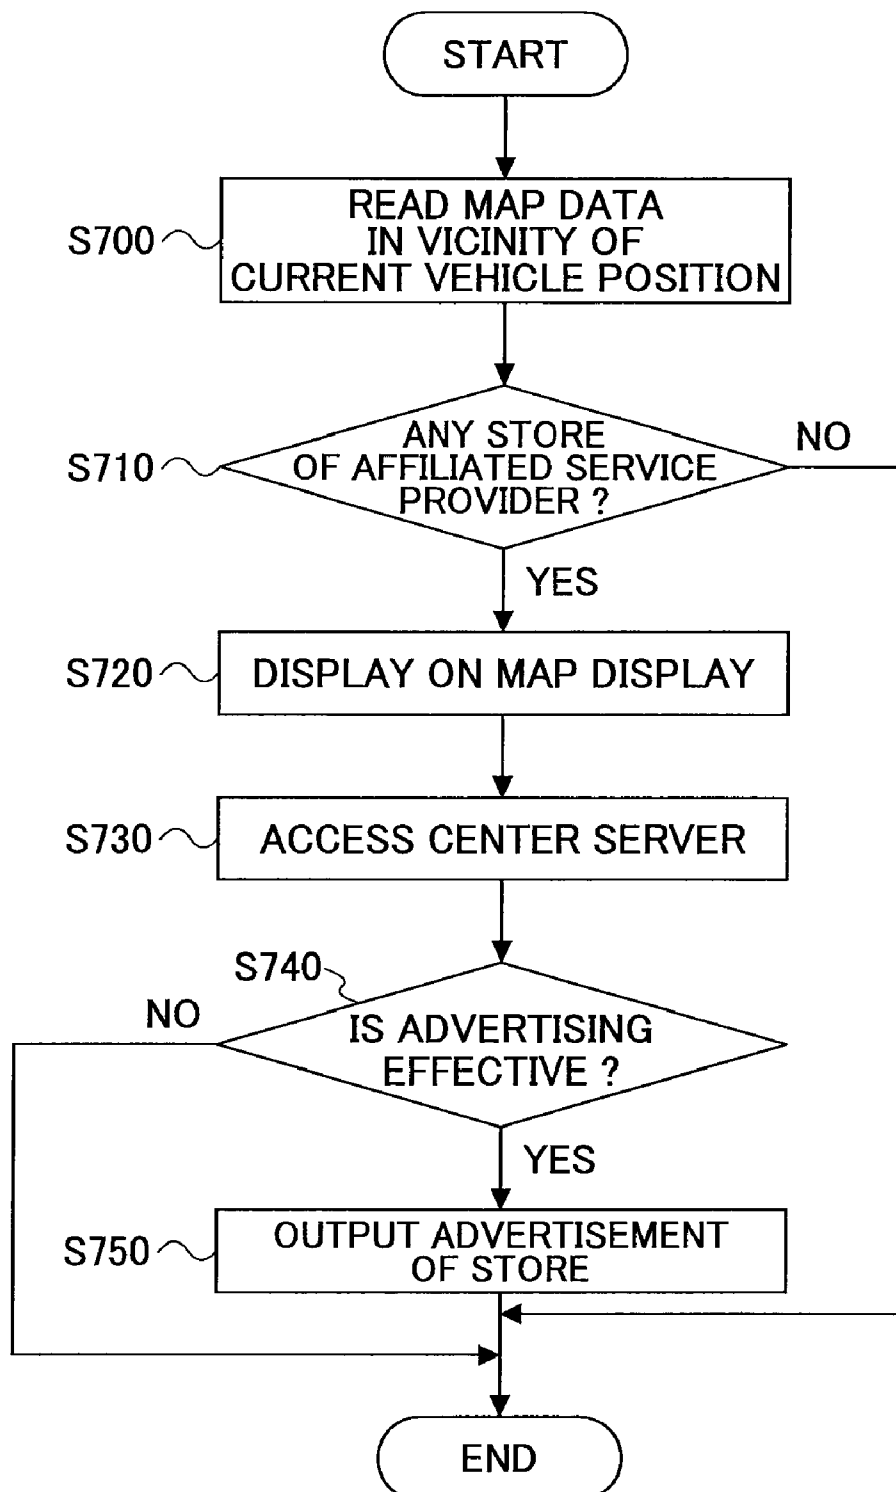 START
S700
READ MAP DATA
IN VICINITY OF
CURRENT VEHICLE POSITION
S710
ANY STORE
OF AFFILIATED SERVICE
PROVIDER ?
NO
YES
S720
DISPLAY ON MAP DISPLAY
S730
ACCESS CENTER SERVER
S740
NO
IS ADVERTISING
EFFECTIVE ?
YES
S750
OUTPUT ADVERTISEMENT
OF STORE
END